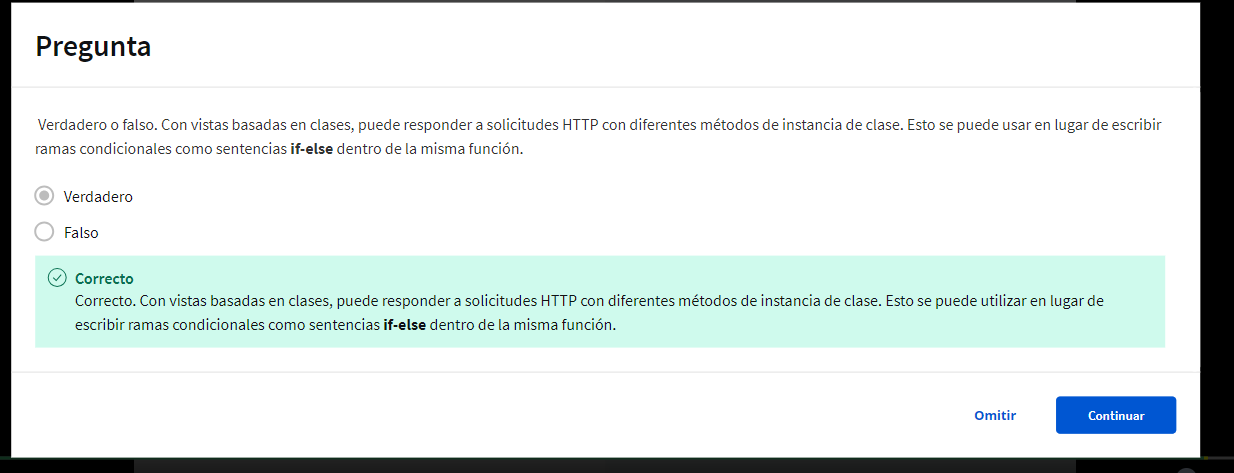 Pregunta
Verdadero o falso. Con vistas basadas en clases, puede responder a solicitudes HTTP con diferentes métodos de instancia de clase. Esto se puede usar en lugar de escribir
ramas condicionales como sentencias if-else dentro de la misma función.
Verdadero
Falso
Correcto
Correcto. Con vistas basadas en clases, puede responder a solicitudes HTTP con diferentes métodos de instancia de clase. Esto se puede utilizar en lugar de
escribir ramas condicionales como sentencias if-else dentro de la misma función.
Omitir
Continuar